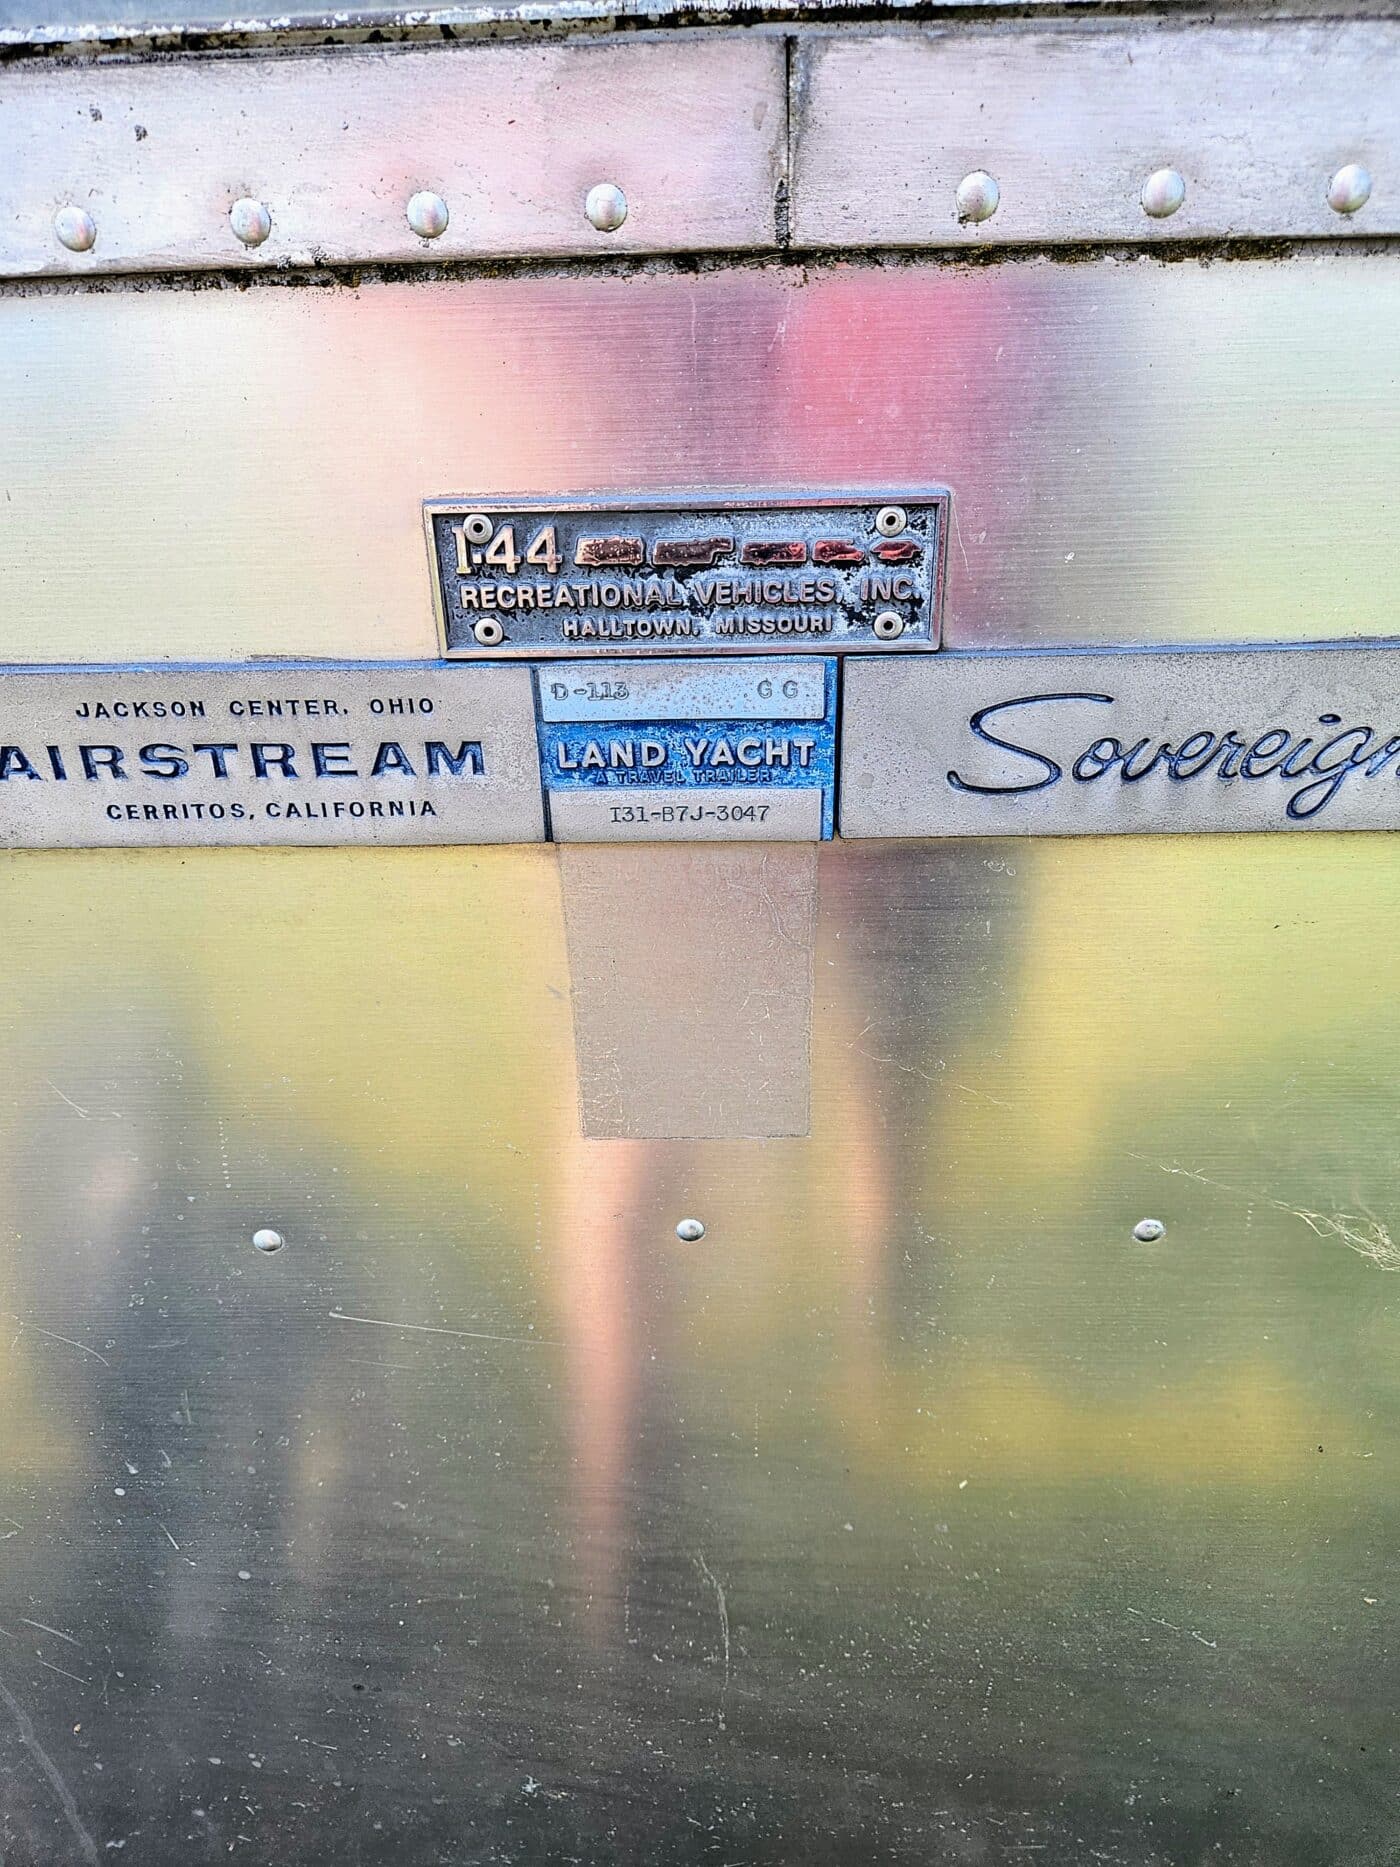 I-44
RECREATIONAL VEHICLES, INC.
HALLTOWN, MISSOURI
JACKSON CENTER, OHIO
AIRSTREAM
CERRITOS, CALIFORNIA
D-113 GG
LAND YACHT
A TRAVEL TRAILER
I31-B7J-3047
Sovereign